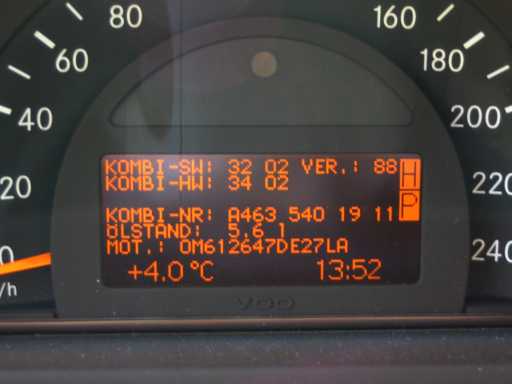 80
160
60
180
40
200
20
220
0
240
/h
KOMBI-SW: 32 02 VER.: 88
KOMBI-HW: 34 02
H
KOMBI-NR: A463 540 19 11
P
ÖLSTAND: 5.6 l
MOT.: OM612647DE27LA
+4.0 °C 13:52
VDO